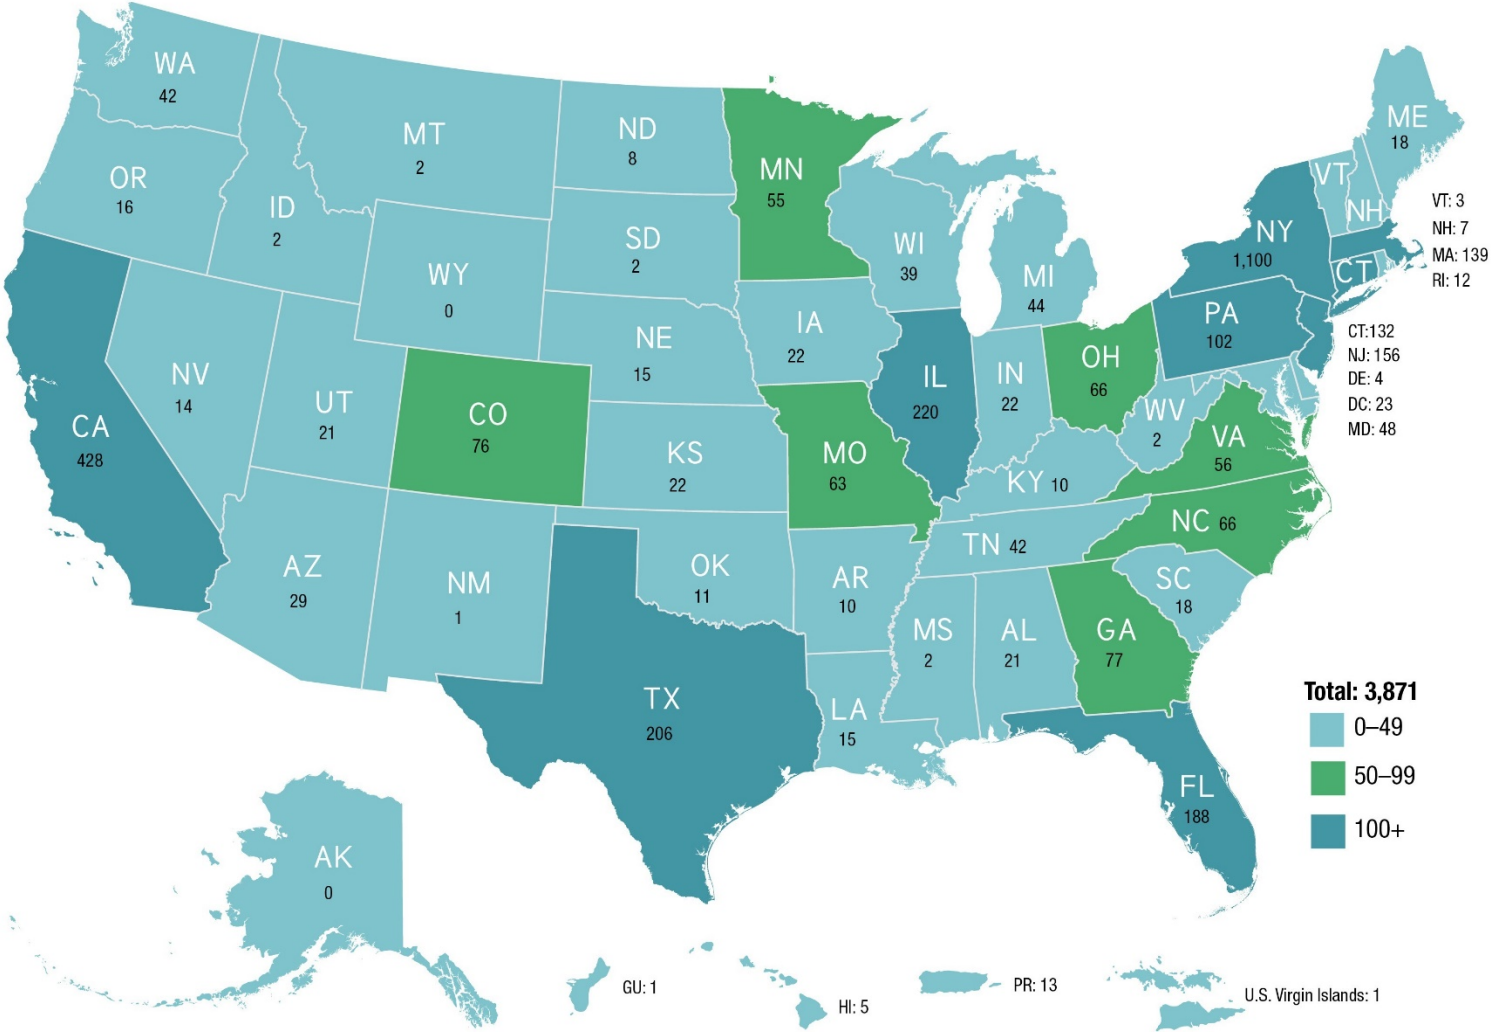 WA
42
OR
16
ID
2
MT
2
ND
8
MN
55
SD
2
WY
0
WI
39
MI
44
NY
1,100
VT
NH
ME
18
VT: 3
NH: 7
MA: 139
RI: 12
CT
PA
102
CT:132
NJ: 156
DE: 4
DC: 23
MD: 48
CA
428
NV
14
UT
21
CO
76
NE
15
IA
22
IL
220
IN
22
OH
66
WV
2
VA
56
KS
22
MO
63
KY 10
NC 66
TN 42
AZ
29
NM
1
OK
11
AR
10
SC
18
MS
2
AL
21
GA
77
TX
206
LA
15
FL
188
Total: 3,871
0–49
50–99
100+
AK
0
GU: 1
HI: 5
PR: 13
U.S. Virgin Islands: 1